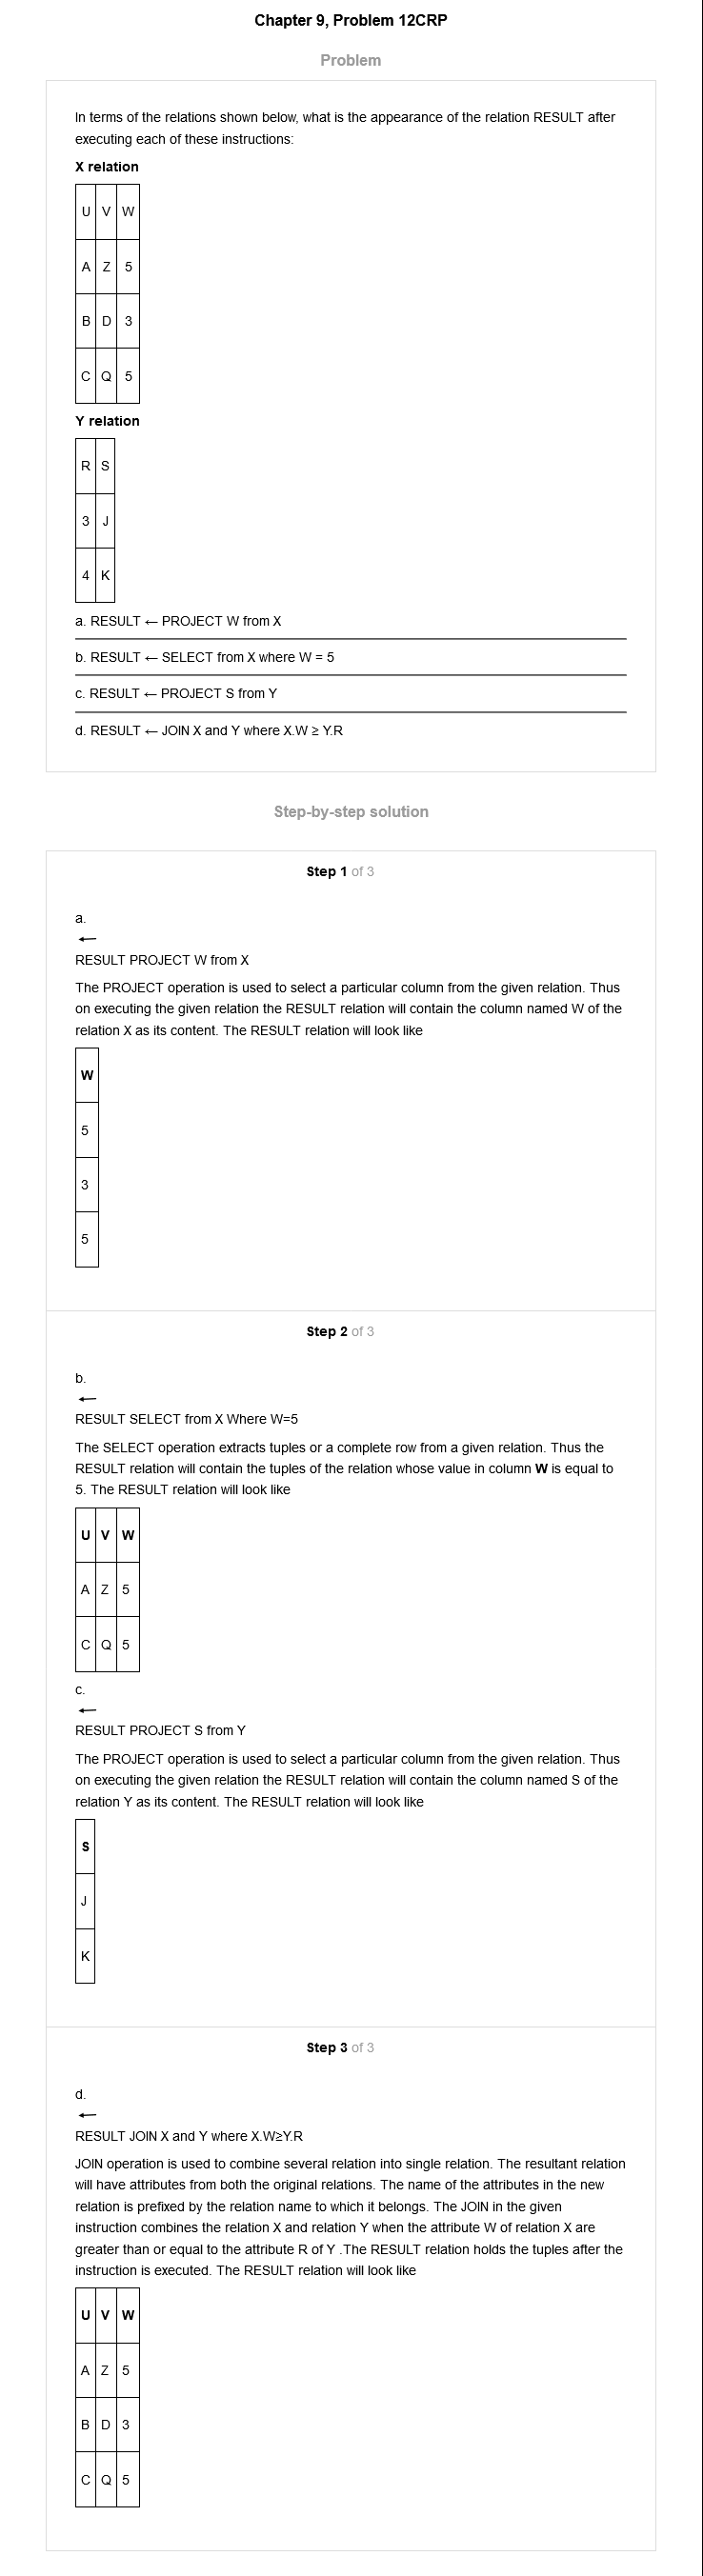 Chapter 9, Problem 12CRP
Problem
In terms of the relations shown below, what is the appearance of the relation RESULT after
executing each of these instructions:
X relation
U V W
A Z 5
B D 3
C Q 5
Y relation
R S
3 J
4 K
a. RESULT ← PROJECT W from X
b. RESULT ← SELECT from X where W = 5
c. RESULT ← PROJECT S from Y
d. RESULT ← JOIN X and Y where X.W ≥ Y.R
Step-by-step solution
Step 1 of 3
a.
←
RESULT PROJECT W from X
The PROJECT operation is used to select a particular column from the given relation. Thus
on executing the given relation the RESULT relation will contain the column named W of the
relation X as its content. The RESULT relation will look like
W
5
3
5
Step 2 of 3
b.
←
RESULT SELECT from X Where W=5
The SELECT operation extracts tuples or a complete row from a given relation. Thus the
RESULT relation will contain the tuples of the relation whose value in column W is equal to
5. The RESULT relation will look like
U V W
A Z 5
C Q 5
c.
←
RESULT PROJECT S from Y
The PROJECT operation is used to select a particular column from the given relation. Thus
on executing the given relation the RESULT relation will contain the column named S of the
relation Y as its content. The RESULT relation will look like
S
J
K
Step 3 of 3
d.
←
RESULT JOIN X and Y where X.W≥Y.R
JOIN operation is used to combine several relation into single relation. The resultant relation
will have attributes from both the original relations. The name of the attributes in the new
relation is prefixed by the relation name to which it belongs. The JOIN in the given
instruction combines the relation X and relation Y when the attribute W of relation X are
greater than or equal to the attribute R of Y .The RESULT relation holds the tuples after the
instruction is executed. The RESULT relation will look like
U V W
A Z 5
B D 3
C Q 5